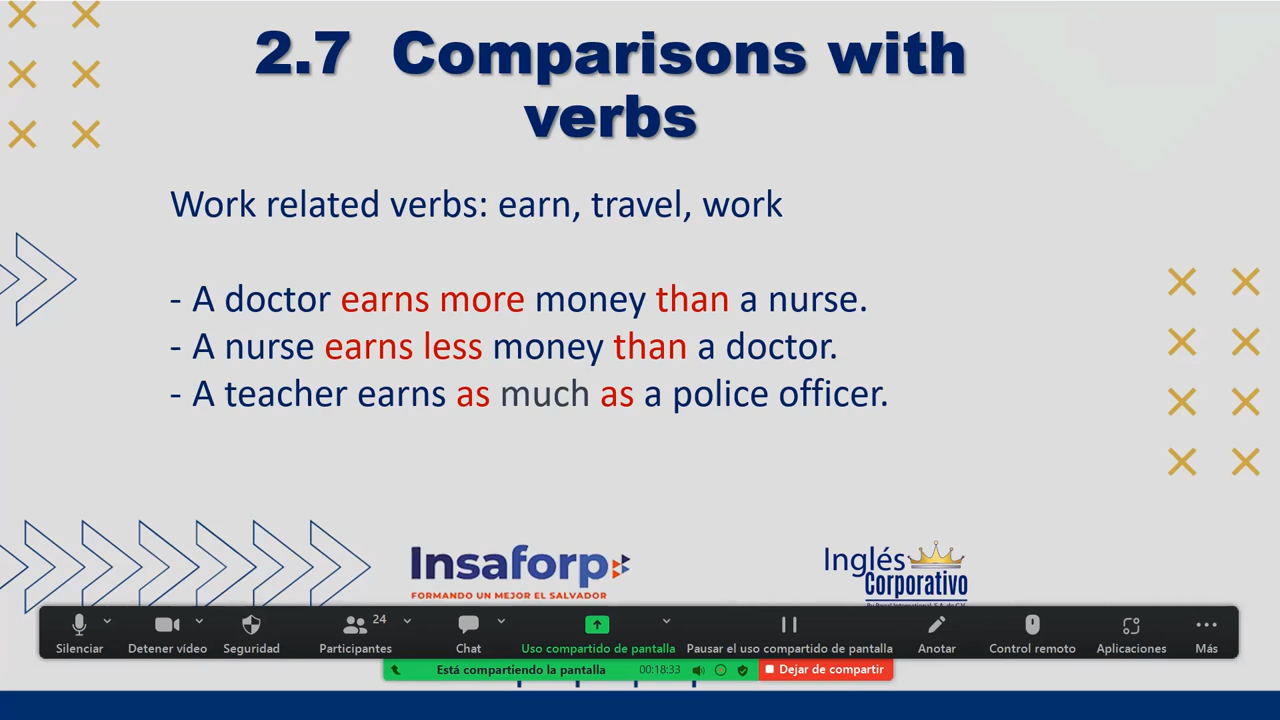 2.7 Comparisons with
verbs
Work related verbs: earn, travel, work
- A doctor earns more money than a nurse.
- A nurse earns less money than a doctor.
- A teacher earns as much as a police officer.
Insaforp
FORMANDO UN MEJOR EL SALVADOR
Inglés
Corporativo
24
Silenciar
Detener vídeo
Seguridad
Participantes
Chat
Uso compartido de pantalla
Pausar el uso compartido de pantalla
Anotar
Control remoto
Aplicaciones
Más
Está compartiendo la pantalla
00:18:33
Dejar de compartir